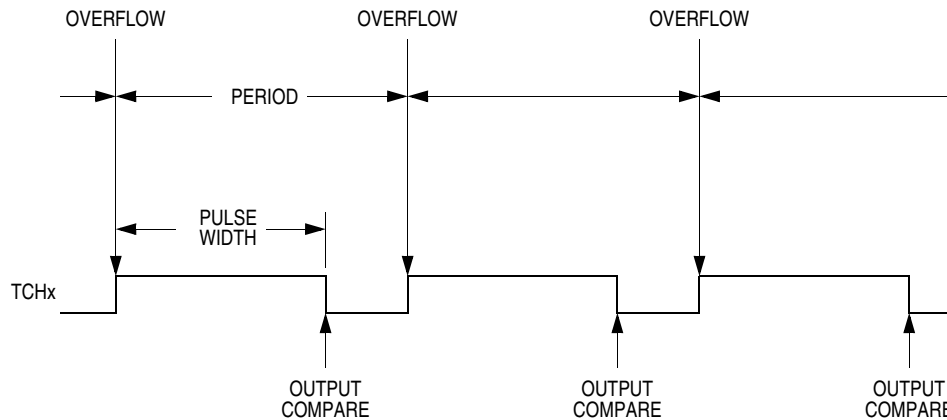 OVERFLOW OVERFLOW OVERFLOW
PERIOD
PULSE
WIDTH
TCHx
OUTPUT
COMPARE
OUTPUT
COMPARE
OUTPUT
COMPARE